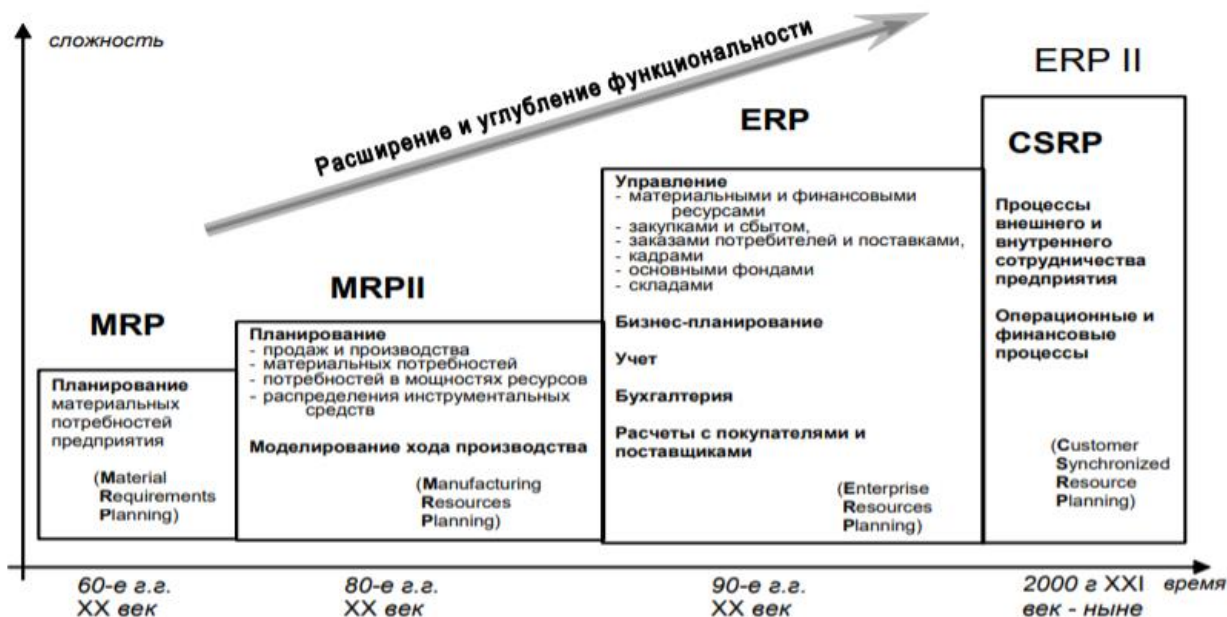 сложность
Расширение и углубление функциональности
ERP II
ERP
CSRP
MRPII
MRP
Планирование
материальных
потребностей
предприятия
(Material
Requirements
Planning)
Планирование
- продаж и производства
- материальных потребностей
- потребностей в мощностях ресурсов
- распределения инструментальных
средств
Моделирование хода производства
(Manufacturing
Resources
Planning)
Управление
- материальными и финансовыми
ресурсами
- закупками и сбытом,
- заказами потребителей и поставками,
- кадрами
- основными фондами
- складами
Бизнес-планирование
Учет
Бухгалтерия
Расчеты с покупателями и
поставщиками
(Enterprise
Resources
Planning)
Процессы
внешнего и
внутреннего
сотрудничества
предприятия
Операционные и
финансовые
процессы
(Customer
Synchronized
Resource
Planning)
60-е г.г.
XX век
80-е г.г.
XX век
90-е г.г.
XX век
2000 г XXI
век - ныне
время